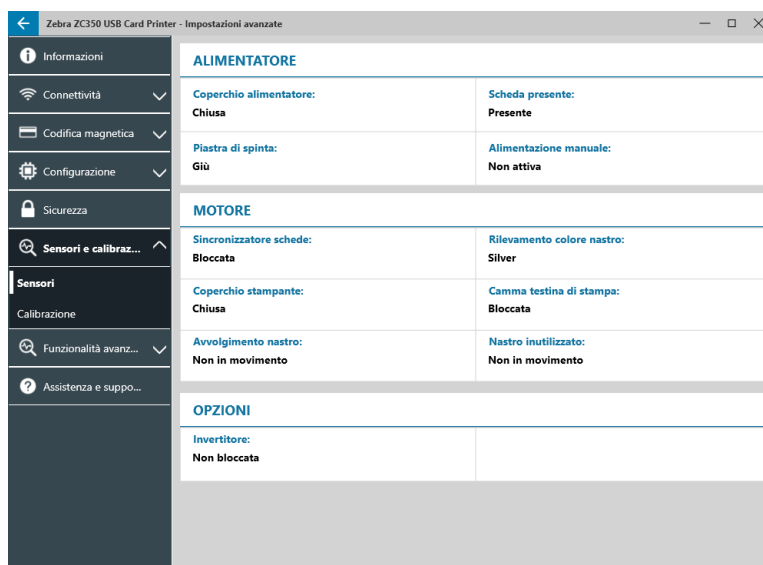 Zebra ZC350 USB Card Printer - Impostazioni avanzate
Informazioni
Connettività
Codifica magnetica
Configurazione
Sicurezza
Sensori e calibraz...
Sensori
Calibrazione
Funzionalità avanz...
Assistenza e suppo...
ALIMENTATORE
Coperchio alimentatore:
Chiusa
Scheda presente:
Presente
Piastra di spinta:
Giù
Alimentazione manuale:
Non attiva
MOTORE
Sincronizzatore schede:
Bloccata
Rilevamento colore nastro:
Silver
Coperchio stampante:
Chiusa
Camma testina di stampa:
Bloccata
Avvolgimento nastro:
Non in movimento
Nastro inutilizzato:
Non in movimento
OPZIONI
Invertitore:
Non bloccata